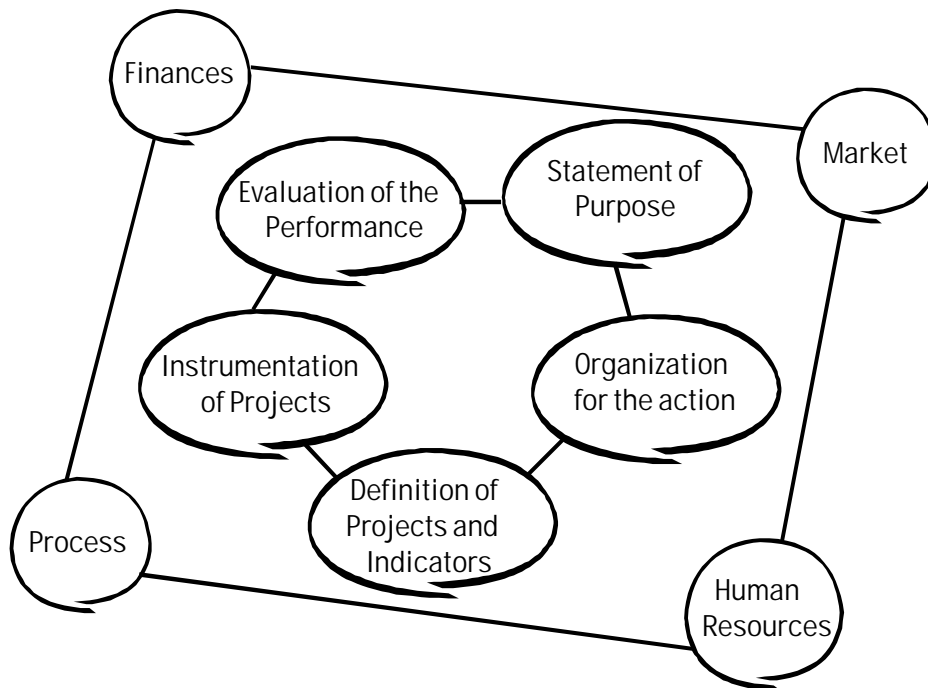 Finances
Market
Evaluation of the
Performance
Statement of
Purpose
Instrumentation
of Projects
Organization
for the action
Definition of
Projects and
Indicators
Process
Human
Resources